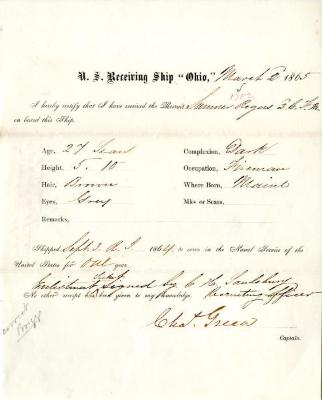 U. S. Receiving Ship "Ohio," March 2d 1865
I hereby certify that I have received the Recruit Sumner Rogers
on board this Ship.
Age, 27 Years Complexion, Dark
Height, 5. 10 Occupation, Fireman
Hair, Brown Where Born, Maine
Eyes, Grey Mks or Scars,
Remarks,
Shipped, Sept. 3. R. I. 1864, to serve in the Naval Service of the
United States for One year.
Enlistment signed by C. H. Saulsbury
No other receipt has been given to my knowledge. Recruiting Officer
Chas. Green
Captain.